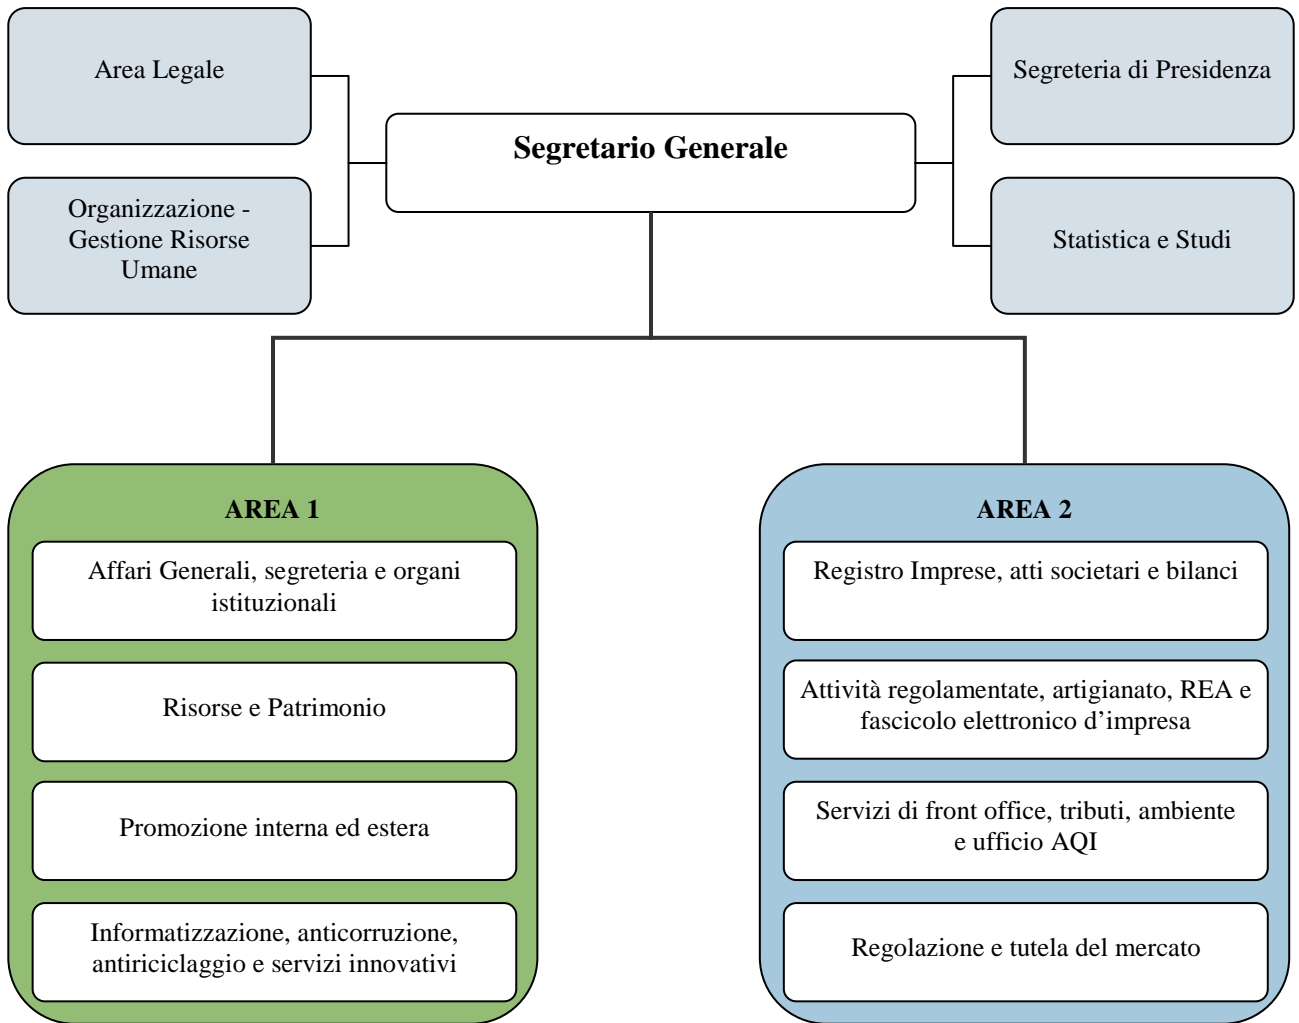 Area Legale
Segreteria di Presidenza
Segretario Generale
Organizzazione -
Gestione Risorse
Umane
Statistica e Studi
AREA 1
Affari Generali, segreteria e organi
istituzionali
Risorse e Patrimonio
Promozione interna ed estera
Informatizzazione, anticorruzione,
antiriciclaggio e servizi innovativi
AREA 2
Registro Imprese, atti societari e bilanci
Attività regolamentate, artigianato, REA e
fascicolo elettronico d’impresa
Servizi di front office, tributi, ambiente
e ufficio AQI
Regolazione e tutela del mercato